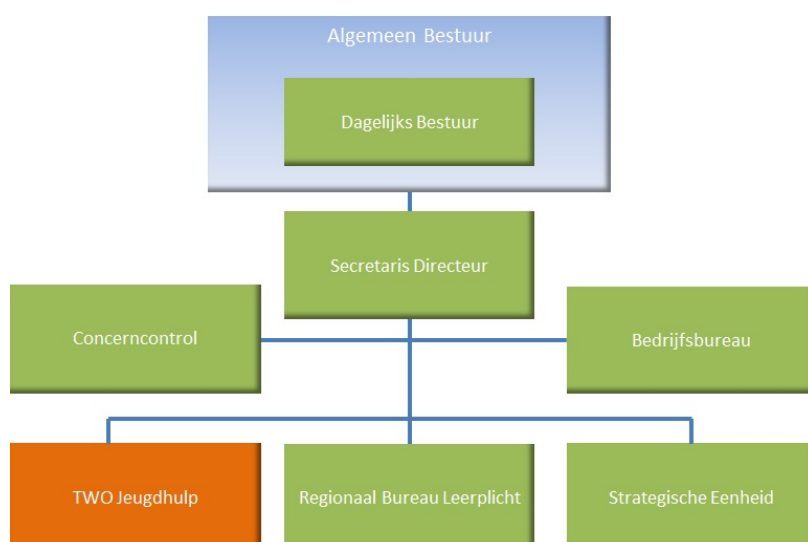 Algemeen Bestuur
Dagelijks Bestuur
Secretaris Directeur
Concerncontrol
Bedrijfsbureau
TWO Jeugdhulp
Regionaal Bureau Leerplicht
Strategische Eenheid